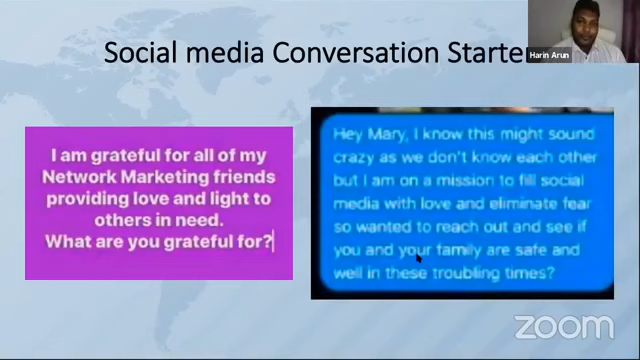 Social media Conversation Starte
Harin Arun
I am grateful for all of my
Network Marketing friends
providing love and light to
others in need.
What are you grateful for?
Hey Mary, I know this might sound
crazy as we don't know each other
but I am on a mission to fill social
media with love and eliminate fear
so wanted to reach out and see if
you and your family are safe and
well in these troubling times?
zoom